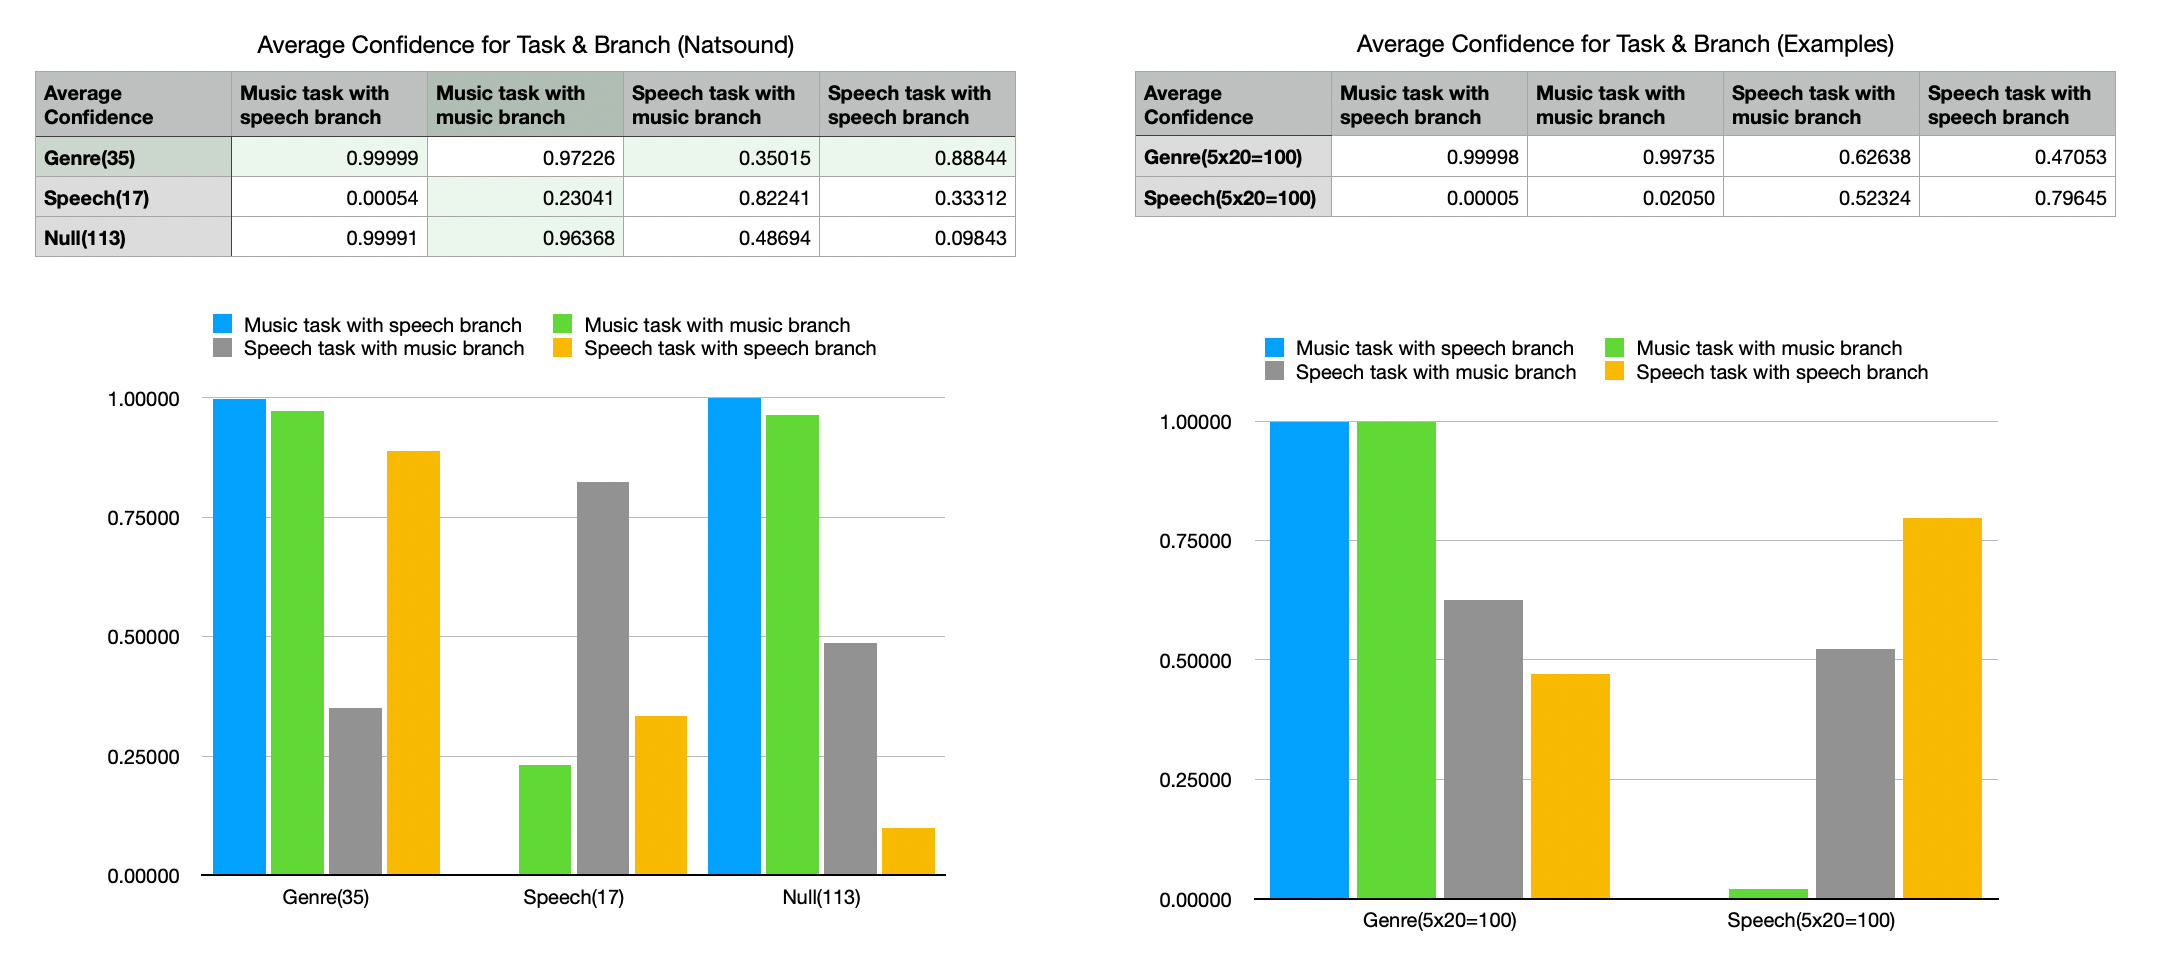 Average Confidence for Task & Branch (Natsound)
Average Confidence
Music task with speech branch
Music task with music branch
Speech task with music branch
Speech task with speech branch
Genre(35) 0.99999 0.97226 0.35015 0.88844
Speech(17) 0.00054 0.23041 0.82241 0.33312
Null(113) 0.99991 0.96368 0.48694 0.09843
Music task with speech branch Music task with music branch
Speech task with music branch Speech task with speech branch
1.00000
0.75000
0.50000
0.25000
0.00000
Genre(35) Speech(17) Null(113)
Average Confidence for Task & Branch (Examples)
Average Confidence
Music task with speech branch
Music task with music branch
Speech task with music branch
Speech task with speech branch
Genre(5x20=100) 0.99998 0.99735 0.62638 0.47053
Speech(5x20=100) 0.00005 0.02050 0.52324 0.79645
Music task with speech branch Music task with music branch
Speech task with music branch Speech task with speech branch
1.00000
0.75000
0.50000
0.25000
0.00000
Genre(5x20=100) Speech(5x20=100)